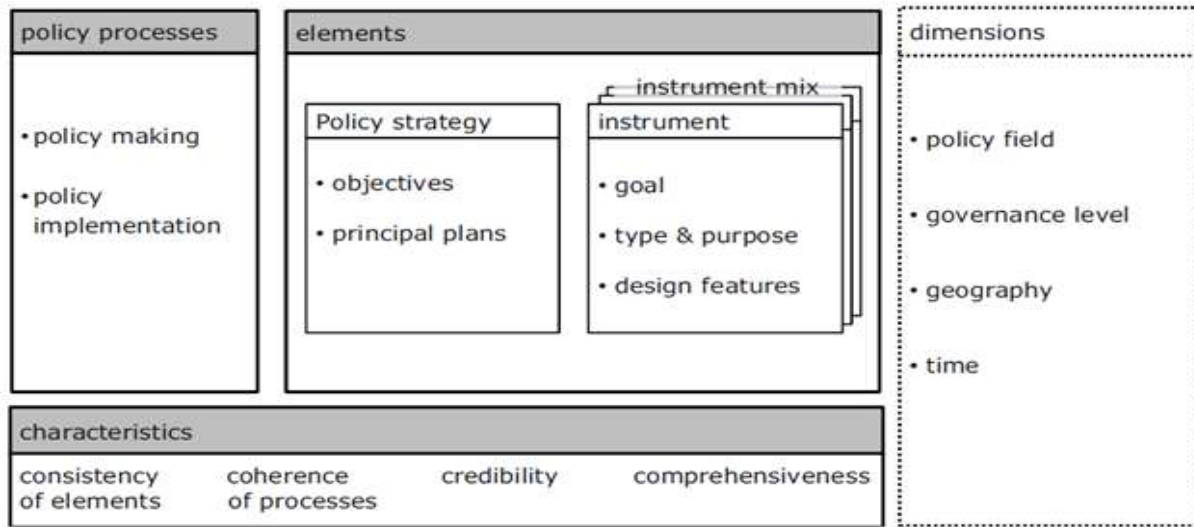 policy processes
• policy making
• policy
implementation
elements
Policy strategy
• objectives
• principal plans
instrument mix
instrument
• goal
• type & purpose
• design features
dimensions
• policy field
• governance level
• geography
• time
characteristics
consistency
of elements
coherence
of processes
credibility
comprehensiveness